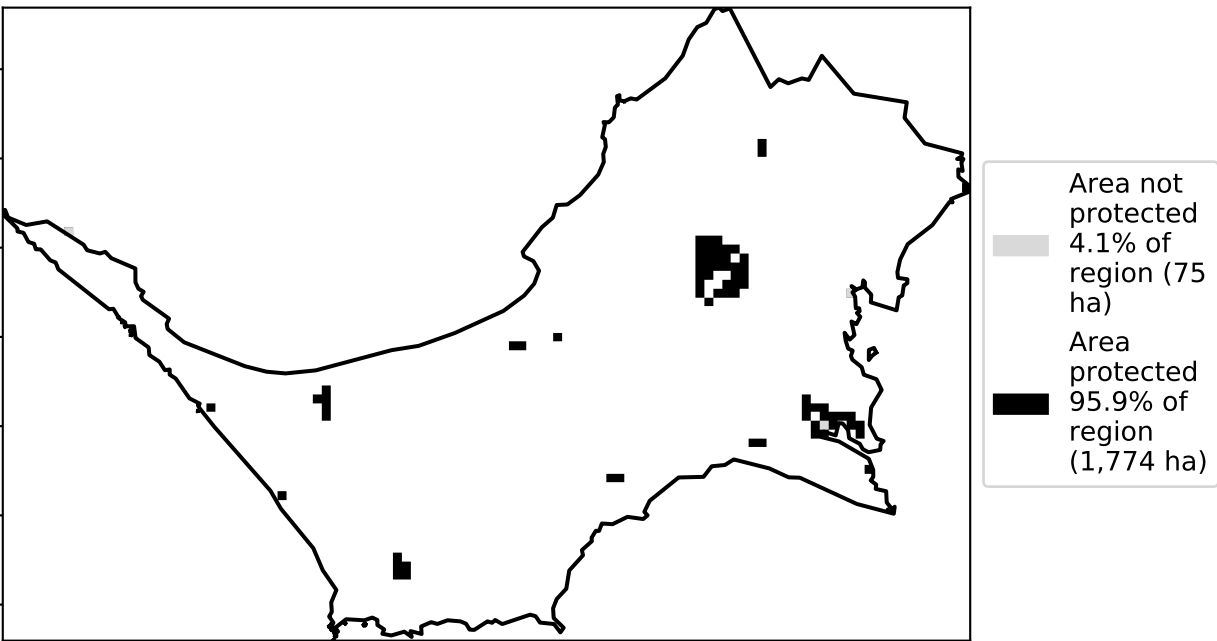 Area not
protected
4.1% of
region (75
ha)
Area
protected
95.9% of
region
(1,774 ha)